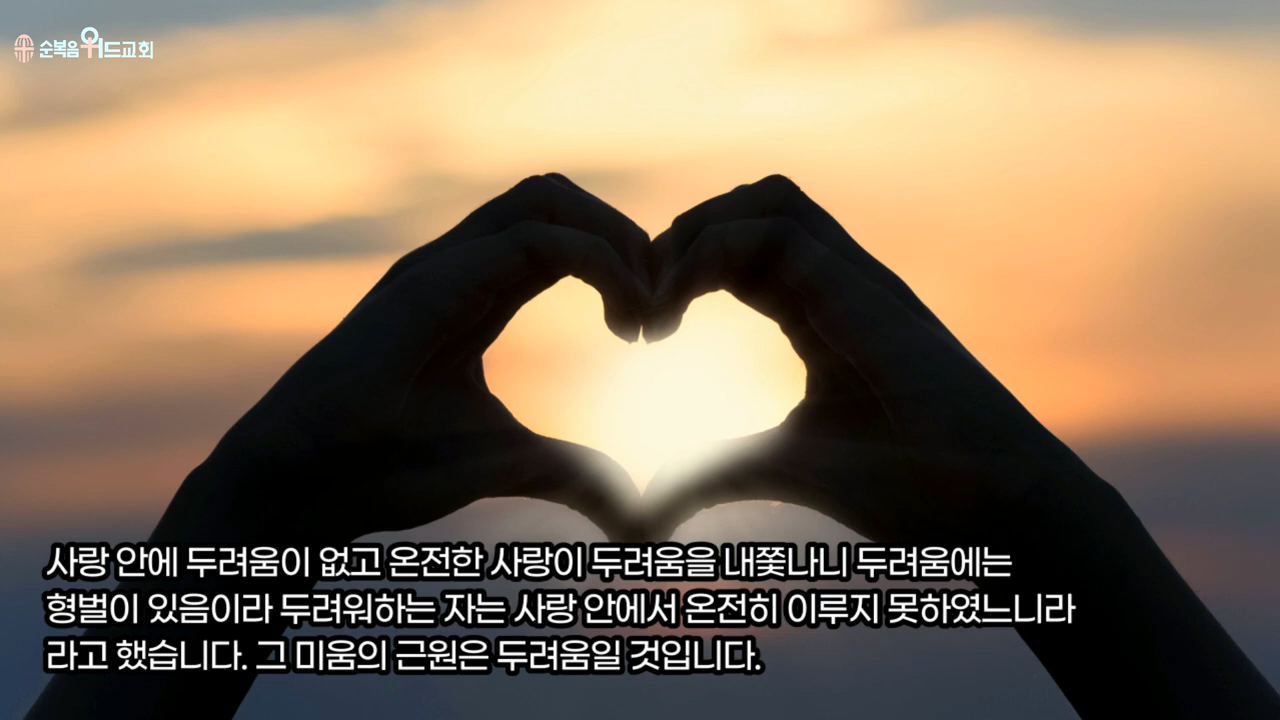 순복음위드교회
사랑 안에 두려움이 없고 온전한 사랑이 두려움을 내쫓나니 두려움에는
형벌이 있음이라 두려워하는 자는 사랑 안에서 온전히 이루지 못하였느니라
라고 했습니다. 그 미움의 근원은 두려움일 것입니다.